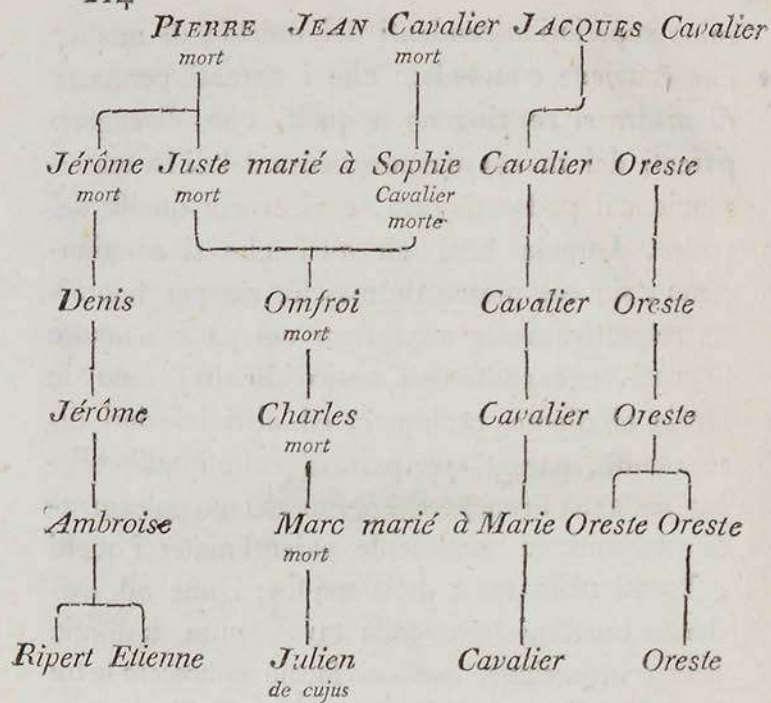 PIERRE JEAN Cavalier JACQUES Cavalier
mort mort
Jérôme Juste marié à Sophie Cavalier Oreste
mort mort Cavalier
morte
Denis Omfroi Cavalier Oreste
mort
Jérôme Charles Cavalier Oreste
mort
Ambroise Marc marié à Marie Oreste Oreste
mort
Ripert Etienne Julien Cavalier Oreste
de cujus